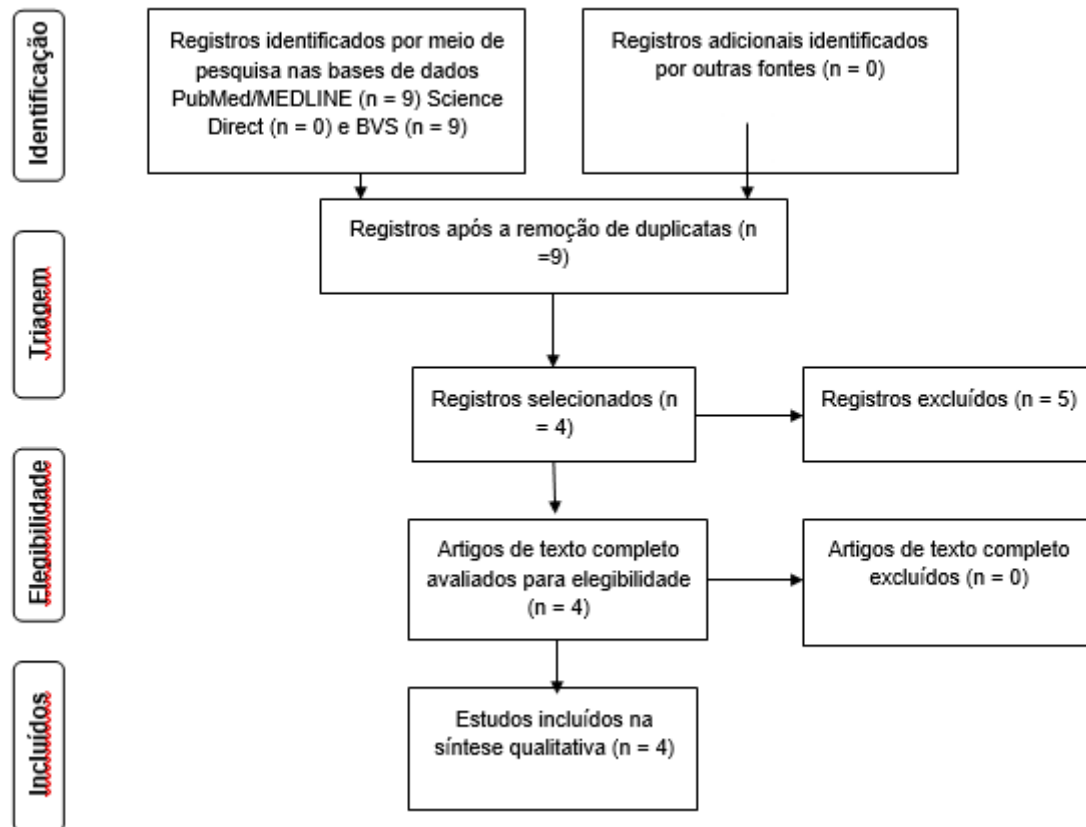 Identificação
Registros identificados por meio de
pesquisa nas bases de dados
PubMed/MEDLINE (n = 9) Science
Direct (n = 0) e BVS (n = 9)
Registros adicionais identificados
por outras fontes (n = 0)
Triagem
Registros após a remoção de duplicatas (n
=9)
Registros selecionados (n
= 4)
Registros excluídos (n = 5)
Elegibilidade
Artigos de texto completo
avaliados para elegibilidade
(n = 4)
Artigos de texto completo
excluídos (n = 0)
Incluídos
Estudos incluídos na
síntese qualitativa (n = 4)